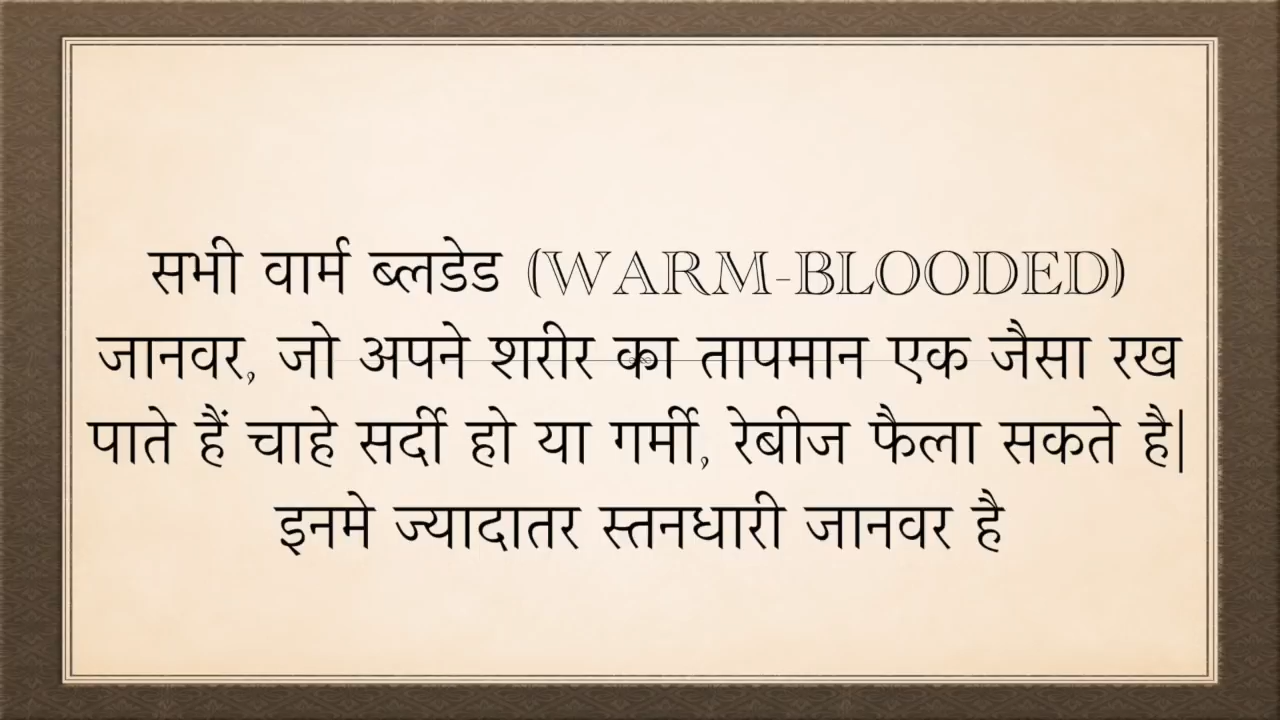 सभी वार्म ब्लडेड (WARM-BLOODED)
जानवर, जो अपने शरीर का तापमान एक जैसा रख
पाते हैं चाहे सर्दी हो या गर्मी, रेबीज फैला सकते है|
इनमे ज्यादातर स्तनधारी जानवर है